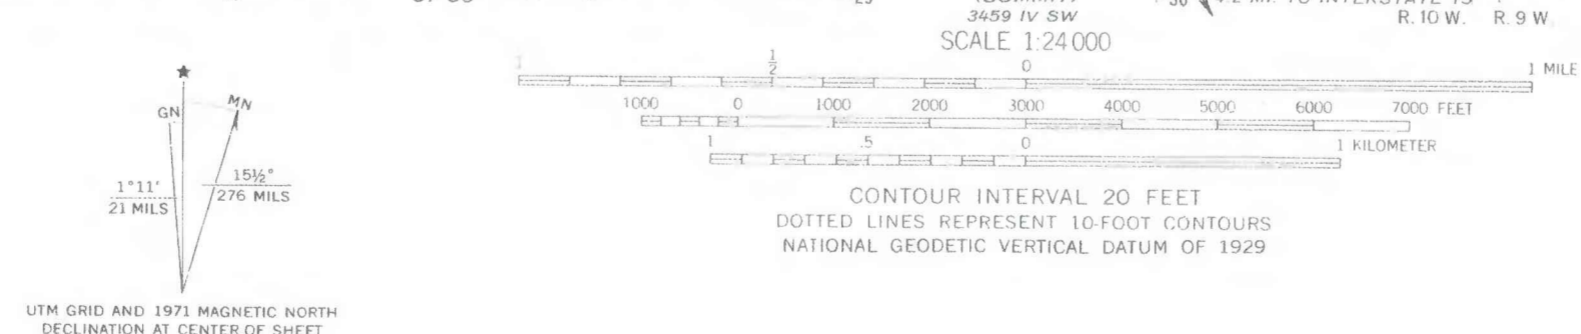 3459 IV SW
R. 10 W. R. 9 W.
SCALE 1:24 000
1 1/2 0 1 MILE
1000 0 1000 2000 3000 4000 5000 6000 7000 FEET
1 .5 0 1 KILOMETER
CONTOUR INTERVAL 20 FEET
DOTTED LINES REPRESENT 10-FOOT CONTOURS
NATIONAL GEODETIC VERTICAL DATUM OF 1929
★
GN
MN
1°11′
21 MILS
15½°
276 MILS
UTM GRID AND 1971 MAGNETIC NORTH
DECLINATION AT CENTER OF SHEET